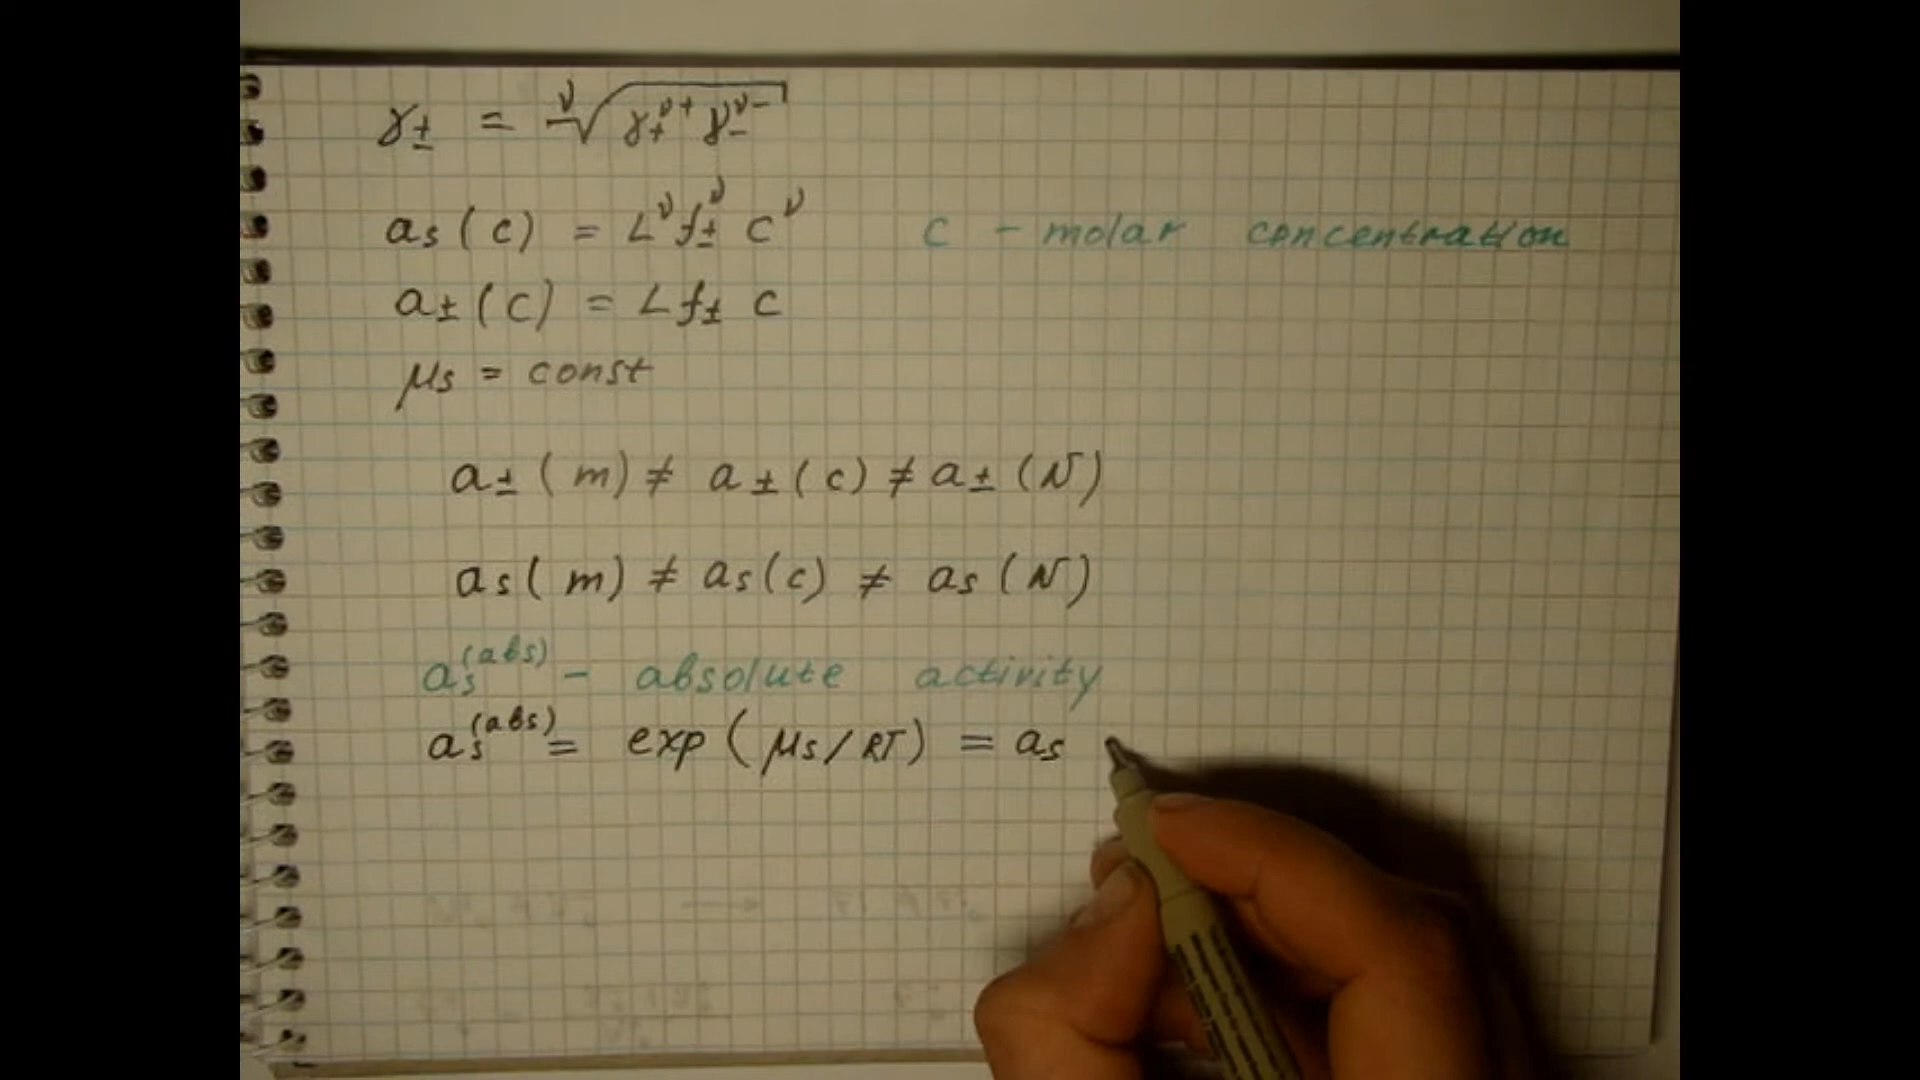 γ± = ᵛ√(γ₊^ν+ γ₋^ν-)
as(c) = L^ν f±^ν c^ν    c - molar concentration
a±(c) = L f± c
μs = const
a±(m) ≠ a±(c) ≠ a±(N)
as(m) ≠ as(c) ≠ as(N)
as^(abs) - absolute activity
as^(abs) = exp(μs/RT) = as